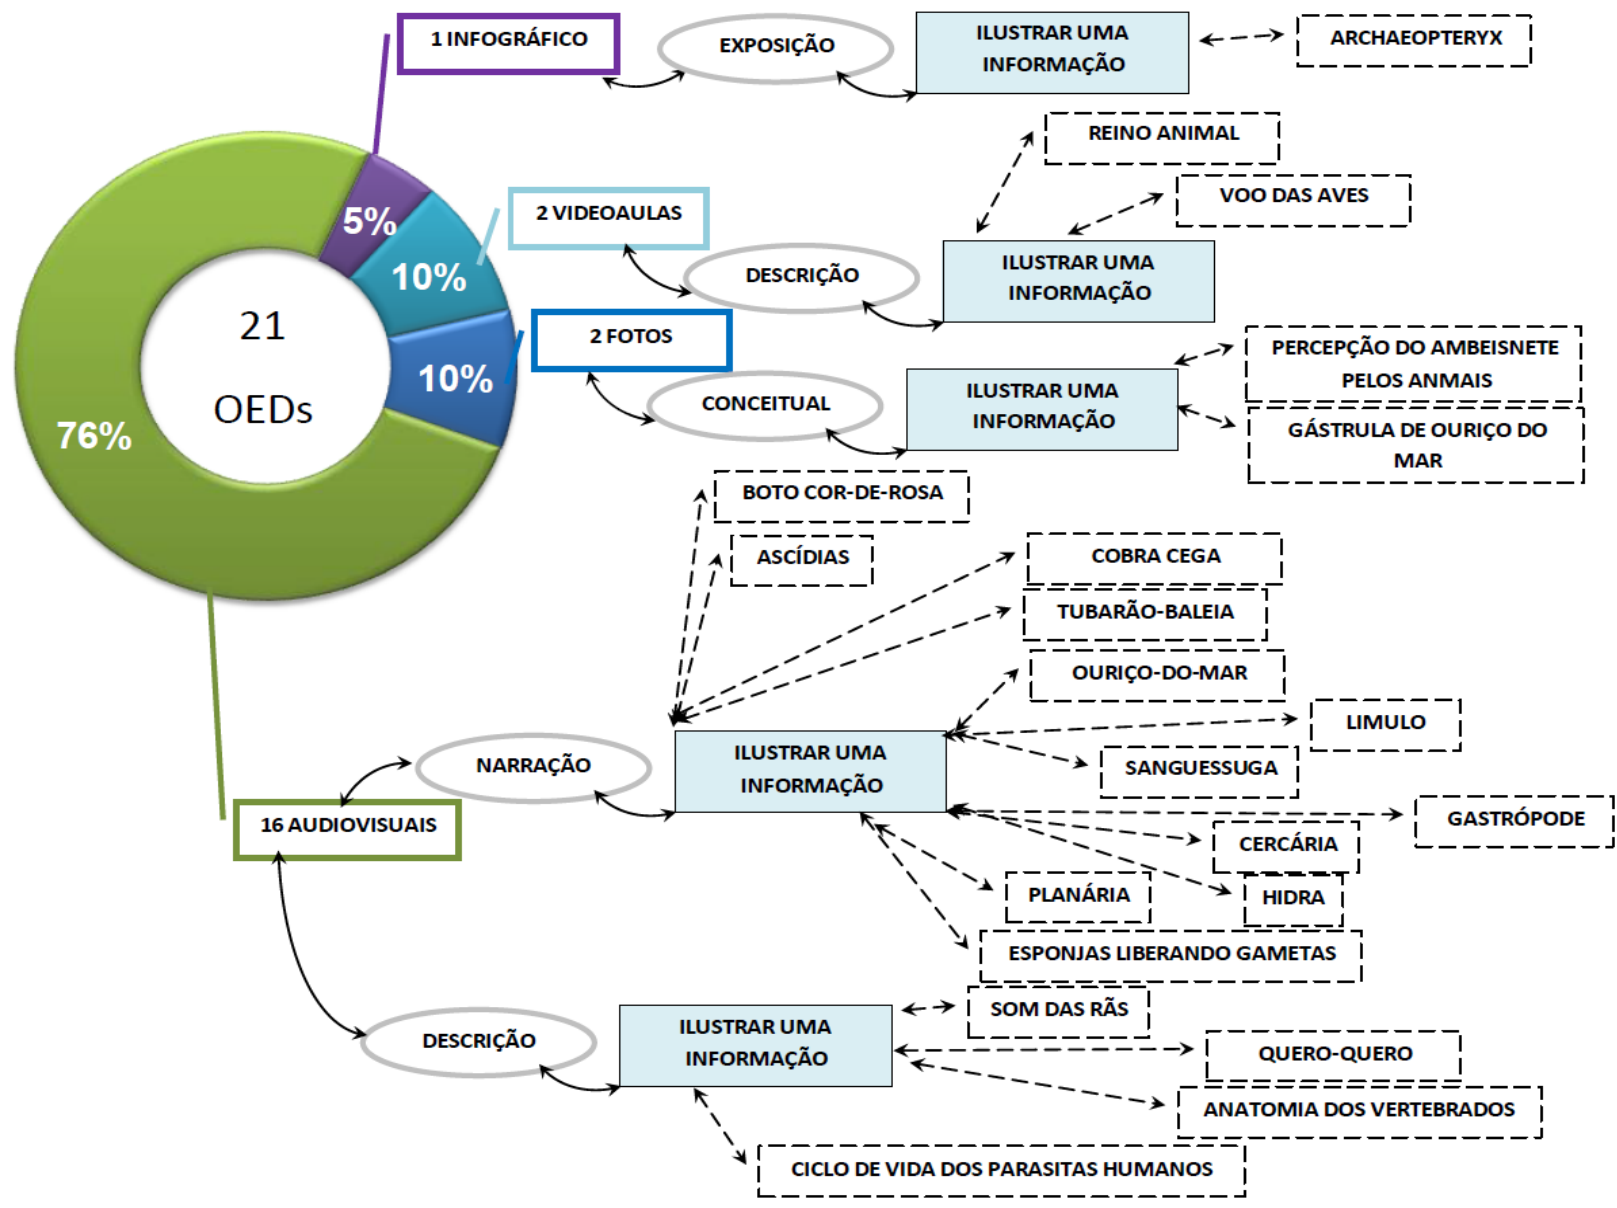 1 INFOGRÁFICO
EXPOSIÇÃO
ILUSTRAR UMA
INFORMAÇÃO
ARCHAEOPTERYX
REINO ANIMAL
VOO DAS AVES
2 VIDEOAULAS
DESCRIÇÃO
ILUSTRAR UMA
INFORMAÇÃO
5%
10%
10%
76%
21
OEDs
2 FOTOS
CONCEITUAL
ILUSTRAR UMA
INFORMAÇÃO
PERCEPÇÃO DO AMBEISNETE
PELOS ANMAIS
GÁSTRULA DE OURIÇO DO
MAR
BOTO COR-DE-ROSA
ASCÍDIAS
COBRA CEGA
TUBARÃO-BALEIA
OURIÇO-DO-MAR
LIMULO
SANGUESSUGA
NARRAÇÃO
ILUSTRAR UMA
INFORMAÇÃO
16 AUDIOVISUAIS
GASTRÓPODE
CERCÁRIA
HIDRA
PLANÁRIA
ESPONJAS LIBERANDO GAMETAS
SOM DAS RÃS
DESCRIÇÃO
ILUSTRAR UMA
INFORMAÇÃO
QUERO-QUERO
ANATOMIA DOS VERTEBRADOS
CICLO DE VIDA DOS PARASITAS HUMANOS